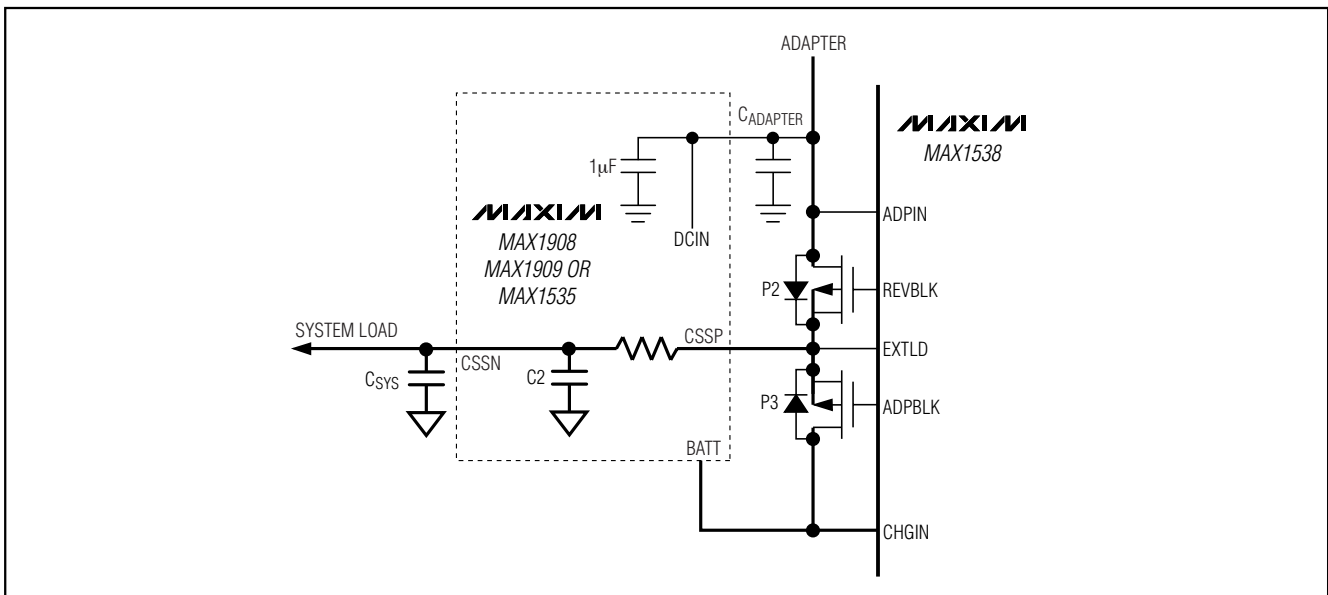 ADAPTER
CADAPTER
MAXIM
MAX1538
1µF
ADPIN
MAXIM
DCIN
MAX1908
MAX1909 OR
MAX1535
P2
REVBLK
SYSTEM LOAD
CSSP
EXTLD
CSSN
CSYS
C2
P3
ADPBLK
BATT
CHGIN